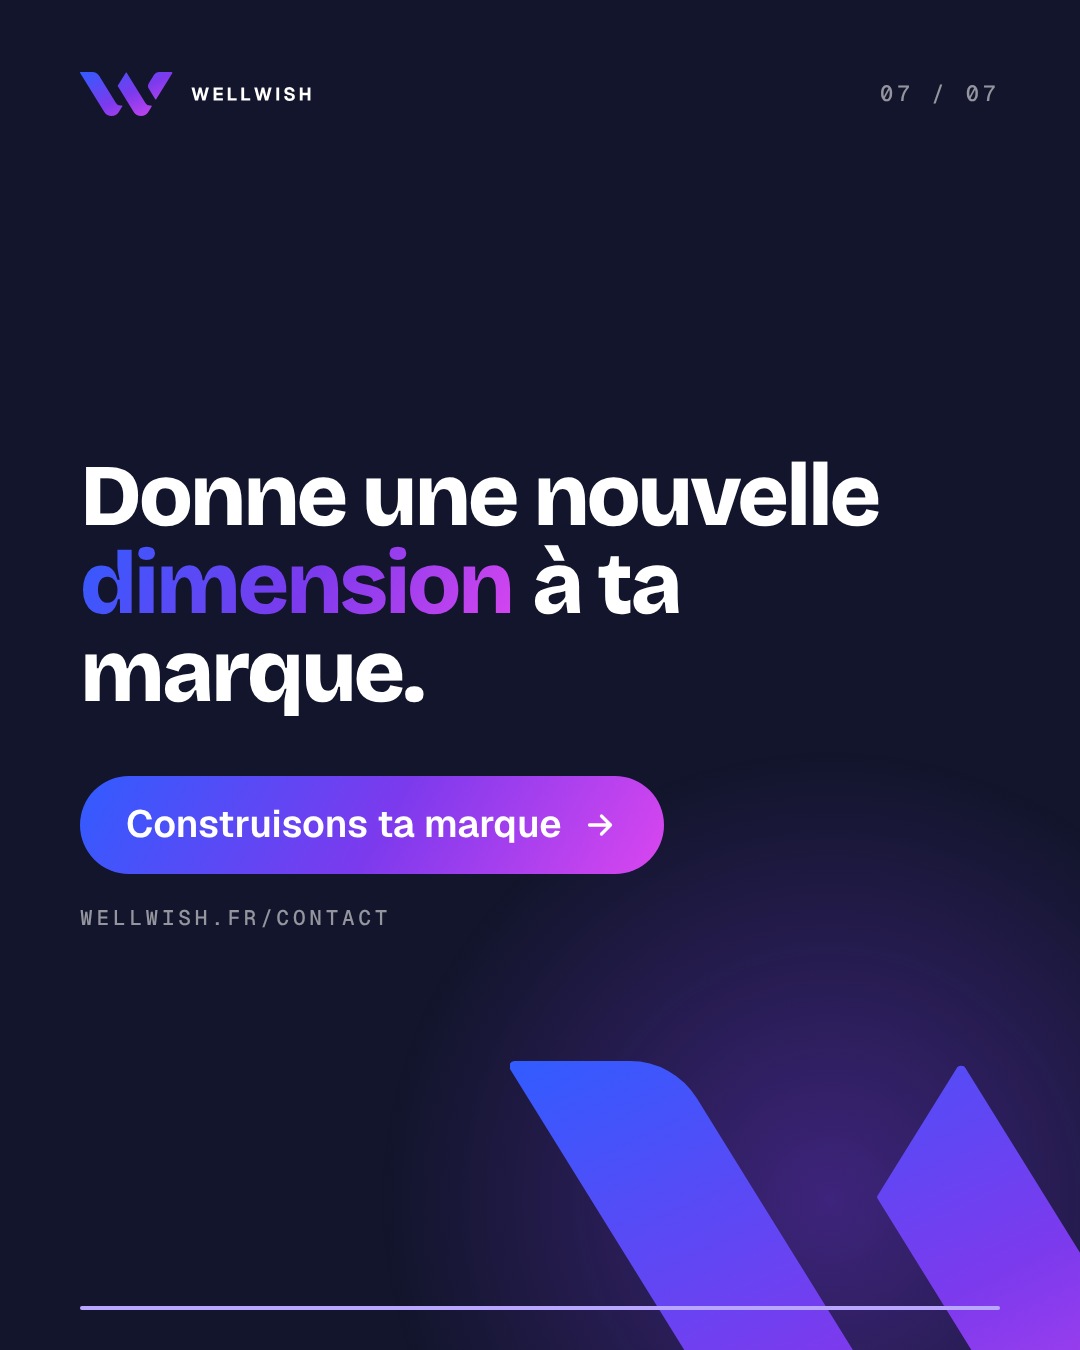 WELLWISH
07 / 07
Donne une nouvelle
dimension à ta
marque.
Construisons ta marque →
WELLWISH.FR/CONTACT